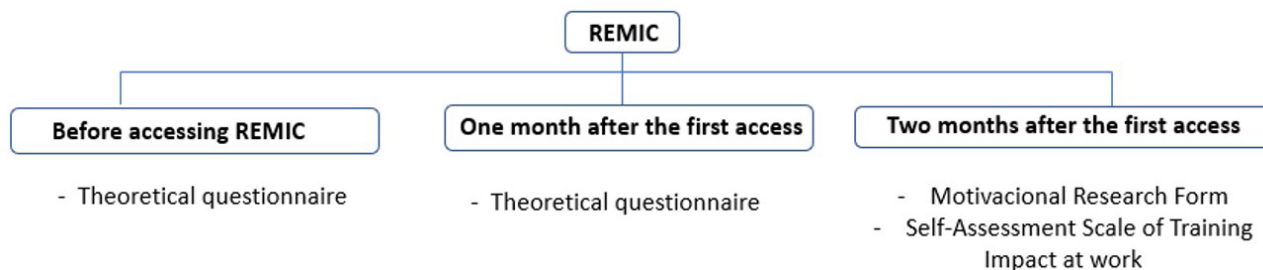 REMIC
Before accessing REMIC
One month after the first access
Two months after the first access
- Theoretical questionnaire
- Theoretical questionnaire
- Motivacional Research Form
- Self-Assessment Scale of Training
Impact at work